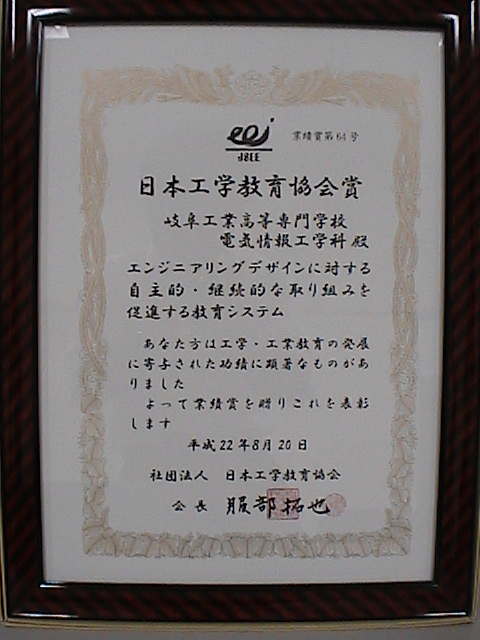 eej
JSEE
業績賞第64号
日本工学教育協会賞
岐阜工業高等専門学校
電気情報工学科 殿
エンジニアリングデザインに対する
自主的・継続的な取り組みを
促進する教育システム
あなた方は工学・工業教育の発展
に寄与された功績に顕著なものがあ
りました
よって業績賞を贈りこれを表彰
します
平成22年8月20日
社団法人 日本工学教育協会
会長 服部拓也